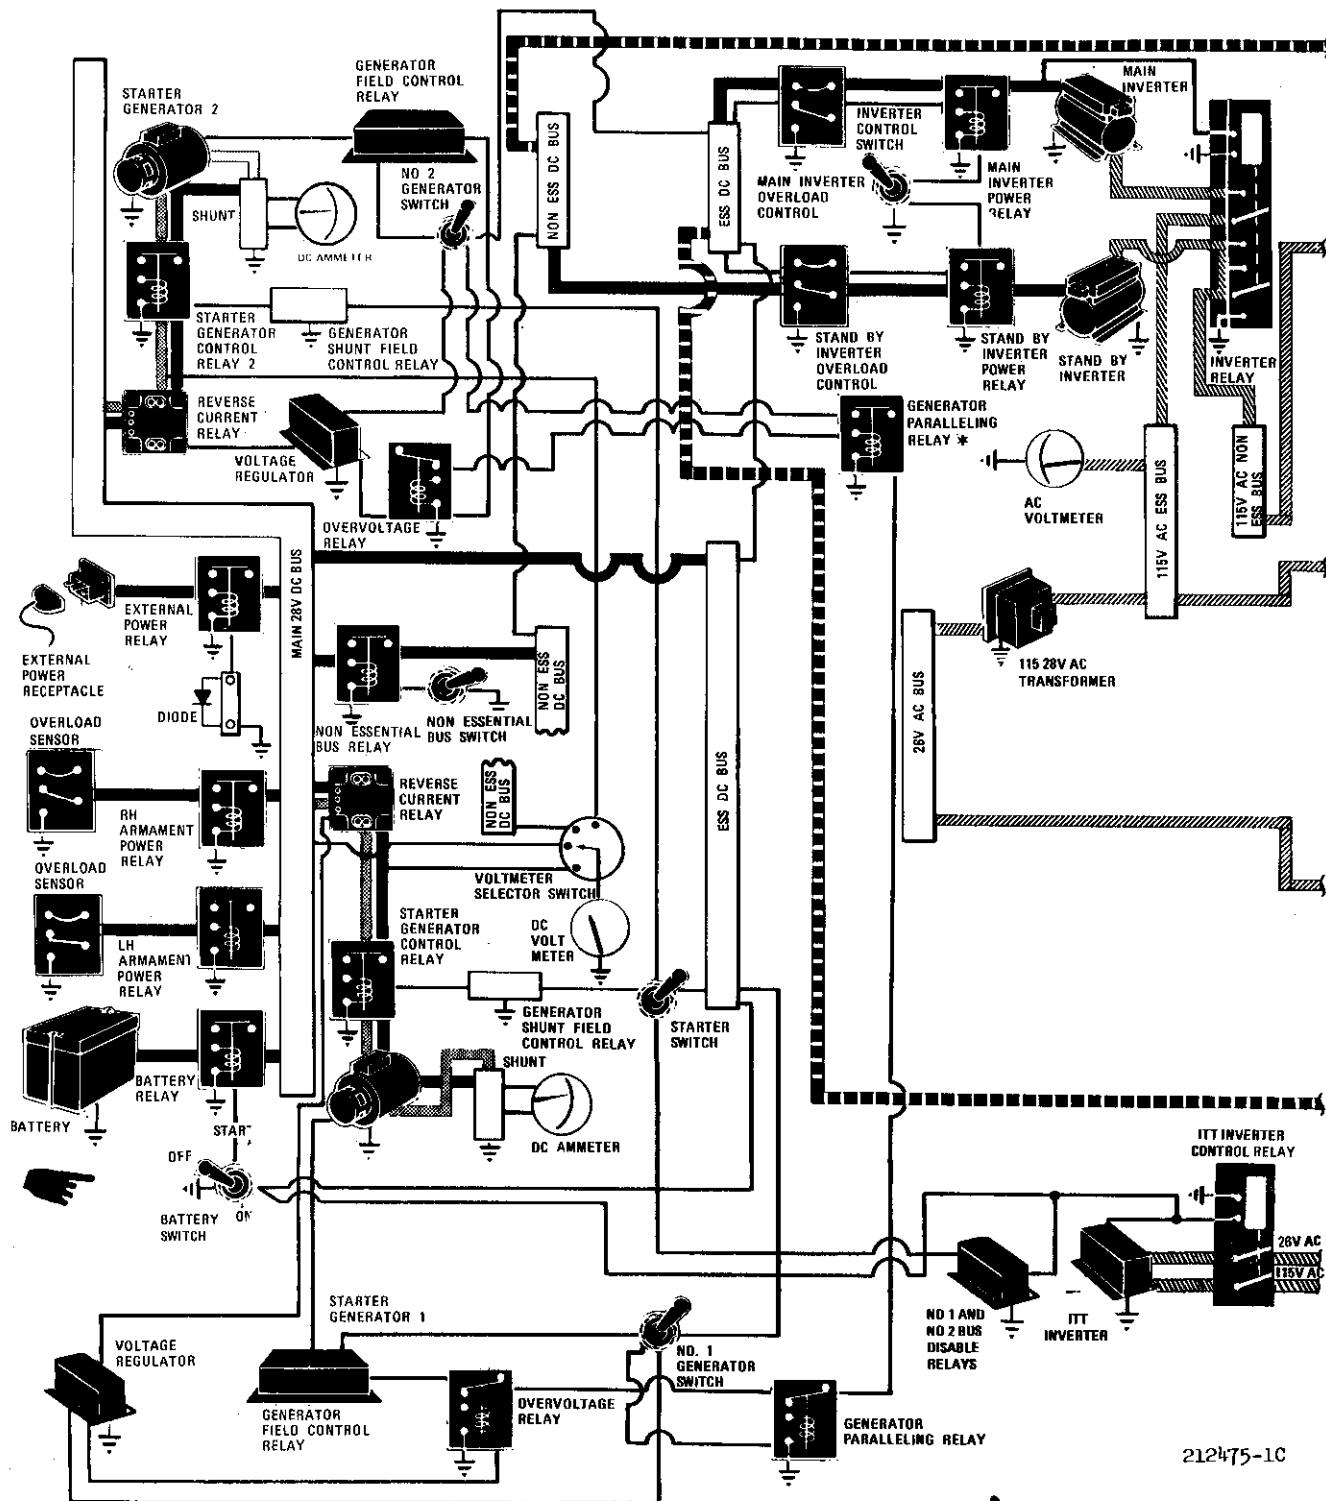 GENERATOR
FIELD CONTROL
RELAY
STARTER
GENERATOR 2
NO 2
GENERATOR
SWITCH
SHUNT
DC AMMETER
NON ESS DC BUS
ESS DC BUS
INVERTER
CONTROL
SWITCH
MAIN INVERTER
OVERLOAD
CONTROL
MAIN
INVERTER
POWER
RELAY
MAIN
INVERTER
STARTER
GENERATOR
CONTROL
RELAY 2
GENERATOR
SHUNT FIELD
CONTROL RELAY
STAND BY
INVERTER
OVERLOAD
CONTROL
STAND BY
INVERTER
POWER
RELAY
STAND BY
INVERTER
INVERTER
RELAY
REVERSE
CURRENT
RELAY
VOLTAGE
REGULATOR
OVERVOLTAGE
RELAY
GENERATOR
PARALLELING
RELAY *
AC
VOLTMETER
115V AC ESS BUS
115V AC NON
ESS BUS
EXTERNAL
POWER
RECEPTACLE
EXTERNAL
POWER
RELAY
MAIN 28V DC BUS
DIODE
NON ESSENTIAL
BUS RELAY
NON ESSENTIAL
BUS SWITCH
NON ESS
DC BUS
115 28V AC
TRANSFORMER
26V AC BUS
OVERLOAD
SENSOR
RH
ARMAMENT
POWER
RELAY
REVERSE
CURRENT
RELAY
NON ESS
DC BUS
ESS DC BUS
VOLTMETER
SELECTOR SWITCH
OVERLOAD
SENSOR
LH
ARMAMENT
POWER
RELAY
STARTER
GENERATOR
CONTROL
RELAY
DC
VOLT
METER
GENERATOR
SHUNT FIELD
CONTROL RELAY
STARTER
SWITCH
BATTERY
BATTERY
RELAY
START
OFF
ON
BATTERY
SWITCH
SHUNT
DC AMMETER
ITT INVERTER
CONTROL RELAY
26V AC
115V AC
NO 1 AND
NO 2 BUS
DISABLE
RELAYS
ITT
INVERTER
STARTER
GENERATOR 1
VOLTAGE
REGULATOR
GENERATOR
FIELD CONTROL
RELAY
OVERVOLTAGE
RELAY
NO. 1
GENERATOR
SWITCH
GENERATOR
PARALLELING RELAY
212475-1C